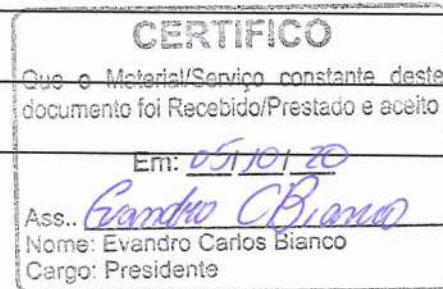 CERTIFICO
Que o Material/Serviço constante deste
documento foi Recebido/Prestado e aceito
Em: 05/10/20
Ass.. Evandro CBianco
Nome: Evandro Carlos Bianco
Cargo: Presidente